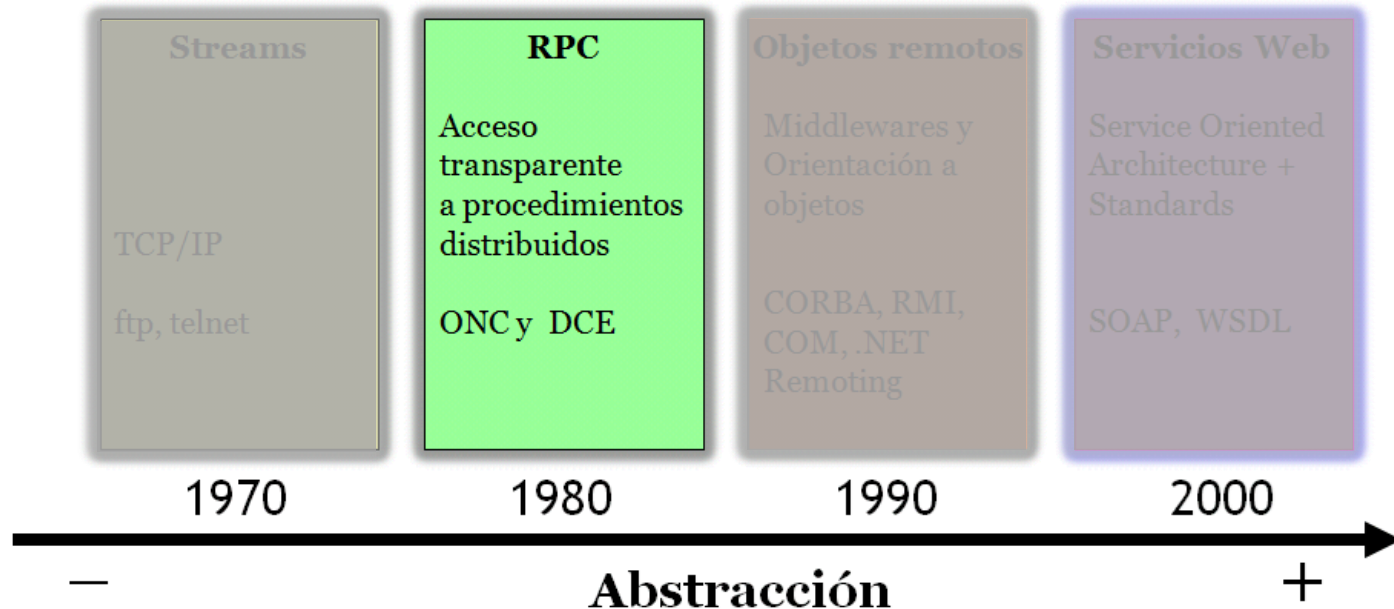 Streams
TCP/IP
ftp, telnet
RPC
Acceso
transparente
a procedimientos
distribuidos
ONC y DCE
Objetos remotos
Middlewares y
Orientación a
objetos
CORBA, RMI,
COM, .NET
Remoting
Servicios Web
Service Oriented
Architecture +
Standards
SOAP, WSDL
1970
1980
1990
2000
– Abstracción +